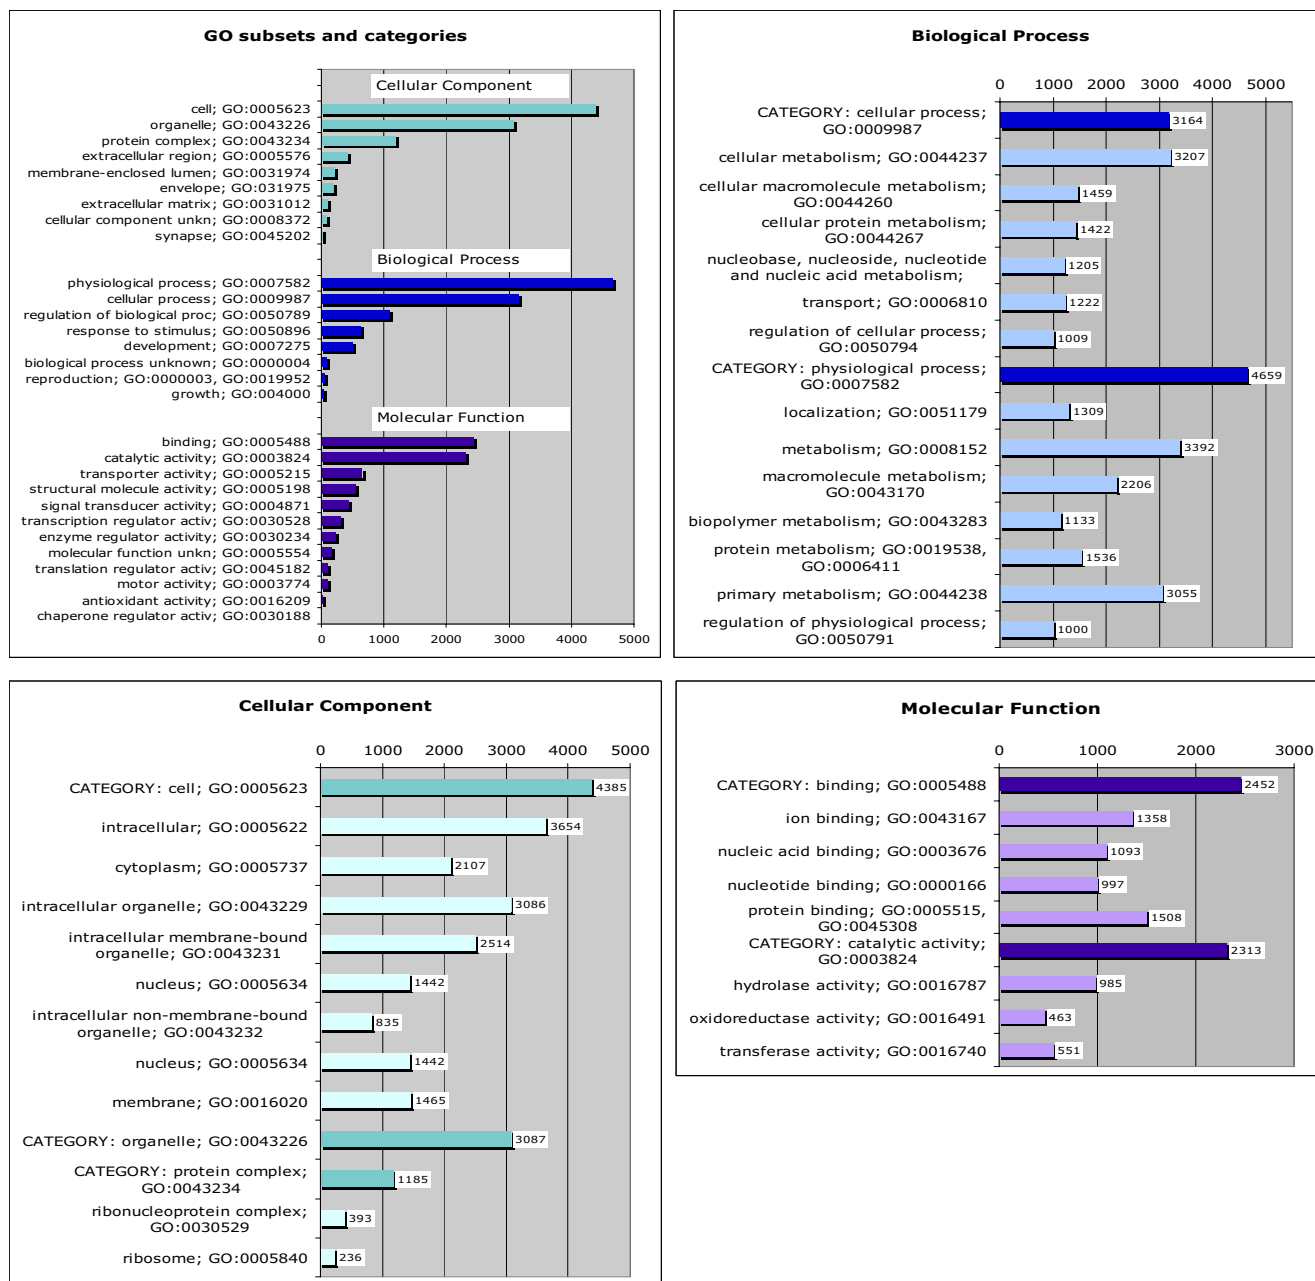 GO subsets and categories
Cellular Component
cell; GO:0005623
organelle; GO:0043226
protein complex; GO:0043234
extracellular region; GO:0005576
membrane-enclosed lumen; GO:0031974
envelope; GO:031975
extracellular matrix; GO:0031012
cellular component unkn; GO:0008372
synapse; GO:0045202
Biological Process
physiological process; GO:0007582
cellular process; GO:0009987
regulation of biological proc; GO:0050789
response to stimulus; GO:0050896
development; GO:0007275
biological process unknown; GO:0000004
reproduction; GO:0000003, GO:0019952
growth; GO:004000
Molecular Function
binding; GO:0005488
catalytic activity; GO:0003824
transporter activity; GO:0005215
structural molecule activity; GO:0005198
signal transducer activity; GO:0004871
transcription regulator activ; GO:0030528
enzyme regulator activity; GO:0030234
molecular function unkn; GO:0005554
translation regulator activ; GO:0045182
motor activity; GO:0003774
antioxidant activity; GO:0016209
chaperone regulator activ; GO:0030188
0 1000 2000 3000 4000 5000
Biological Process
0 1000 2000 3000 4000 5000
CATEGORY: cellular process;
GO:0009987
3164
cellular metabolism; GO:0044237 3207
cellular macromolecule metabolism;
GO:0044260
1459
cellular protein metabolism;
GO:0044267
1422
nucleobase, nucleoside, nucleotide
and nucleic acid metabolism;
1205
transport; GO:0006810 1222
regulation of cellular process;
GO:0050794
1009
CATEGORY: physiological process;
GO:0007582
4659
localization; GO:0051179 1309
metabolism; GO:0008152 3392
macromolecule metabolism;
GO:0043170
2206
biopolymer metabolism; GO:0043283 1133
protein metabolism; GO:0019538,
GO:0006411
1536
primary metabolism; GO:0044238 3055
regulation of physiological process;
GO:0050791
1000
Cellular Component
0 1000 2000 3000 4000 5000
CATEGORY: cell; GO:0005623 4385
intracellular; GO:0005622 3654
cytoplasm; GO:0005737 2107
intracellular organelle; GO:0043229 3086
intracellular membrane-bound
organelle; GO:0043231
2514
nucleus; GO:0005634 1442
intracellular non-membrane-bound
organelle; GO:0043232
835
nucleus; GO:0005634 1442
membrane; GO:0016020 1465
CATEGORY: organelle; GO:0043226 3087
CATEGORY: protein complex;
GO:0043234
1185
ribonucleoprotein complex;
GO:0030529
393
ribosome; GO:0005840 236
Molecular Function
0 1000 2000 3000
CATEGORY: binding; GO:0005488 2452
ion binding; GO:0043167 1358
nucleic acid binding; GO:0003676 1093
nucleotide binding; GO:0000166 997
protein binding; GO:0005515,
GO:0045308
1508
CATEGORY: catalytic activity;
GO:0003824
2313
hydrolase activity; GO:0016787 985
oxidoreductase activity; GO:0016491 463
transferase activity; GO:0016740 551